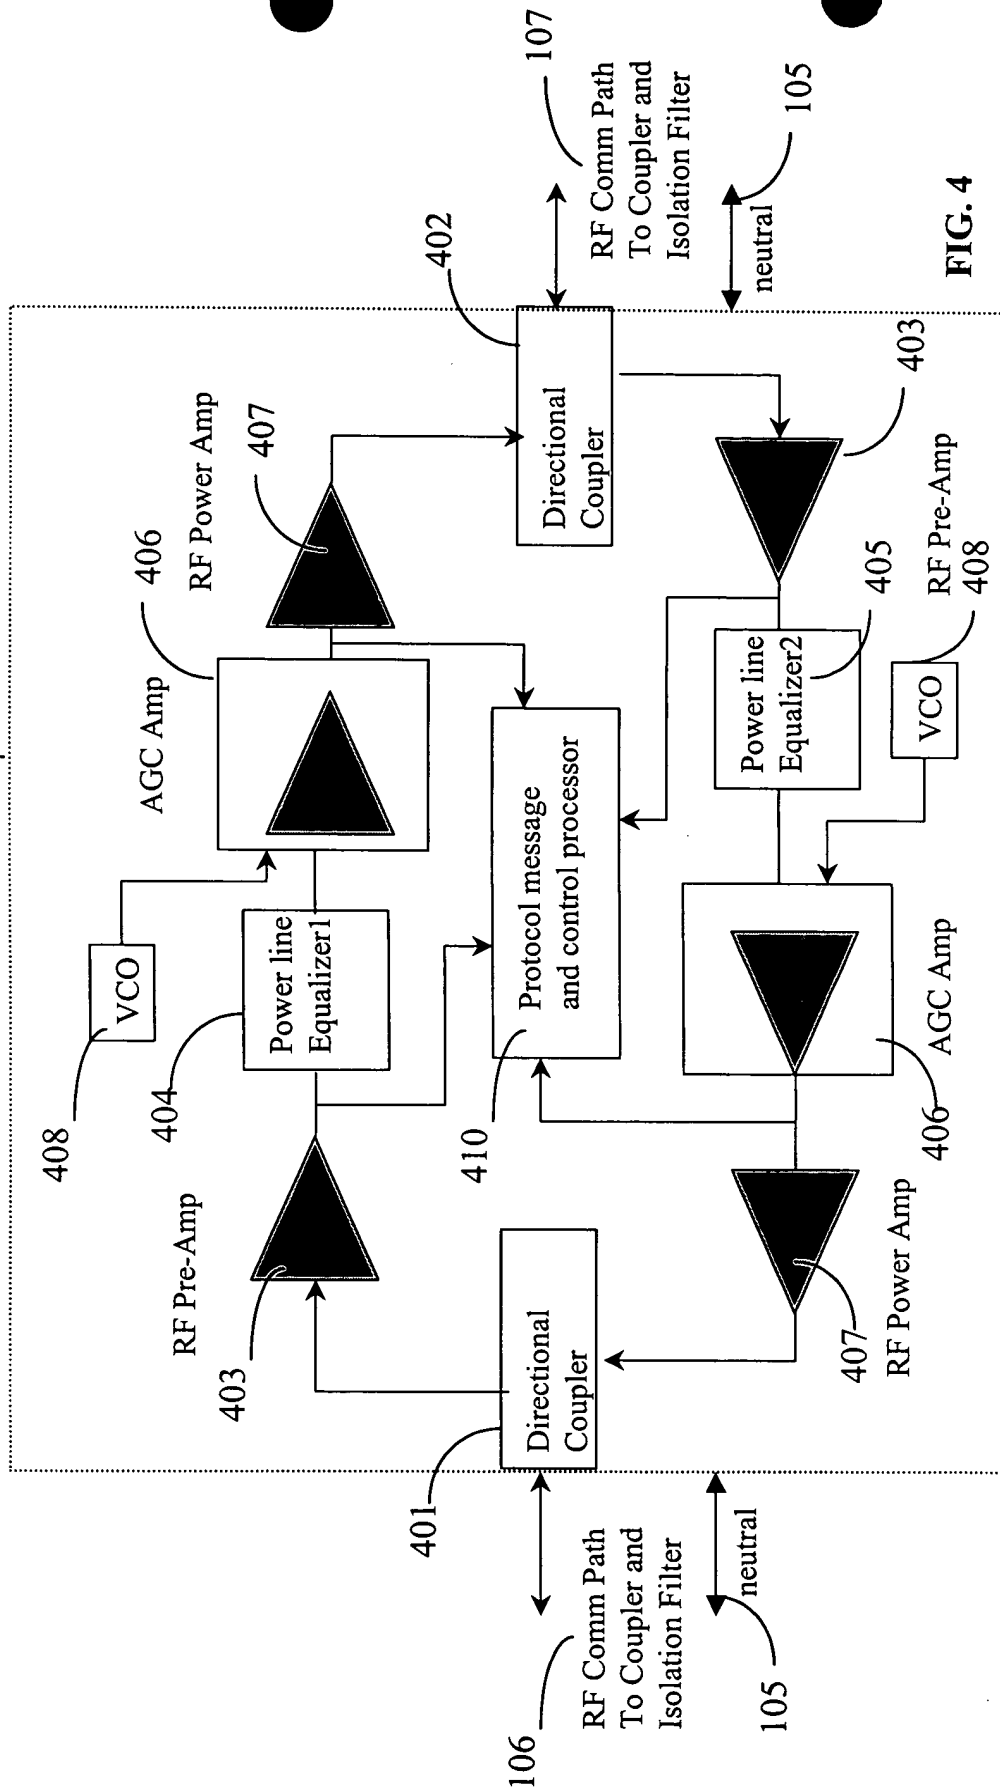 408
VCO
404
Power line
Equalizer1
RF Pre-Amp
403
AGC Amp
406
RF Power Amp
407
401
Directional
Coupler
410
Protocol message
and control processor
Directional
Coupler
402
106
RF Comm Path
To Coupler and
Isolation Filter
107
RF Comm Path
To Coupler and
Isolation Filter
105
neutral
neutral
105
407
RF Power Amp
406
AGC Amp
Power line
Equalizer2
405
VCO
408
RF Pre-Amp
403
FIG. 4